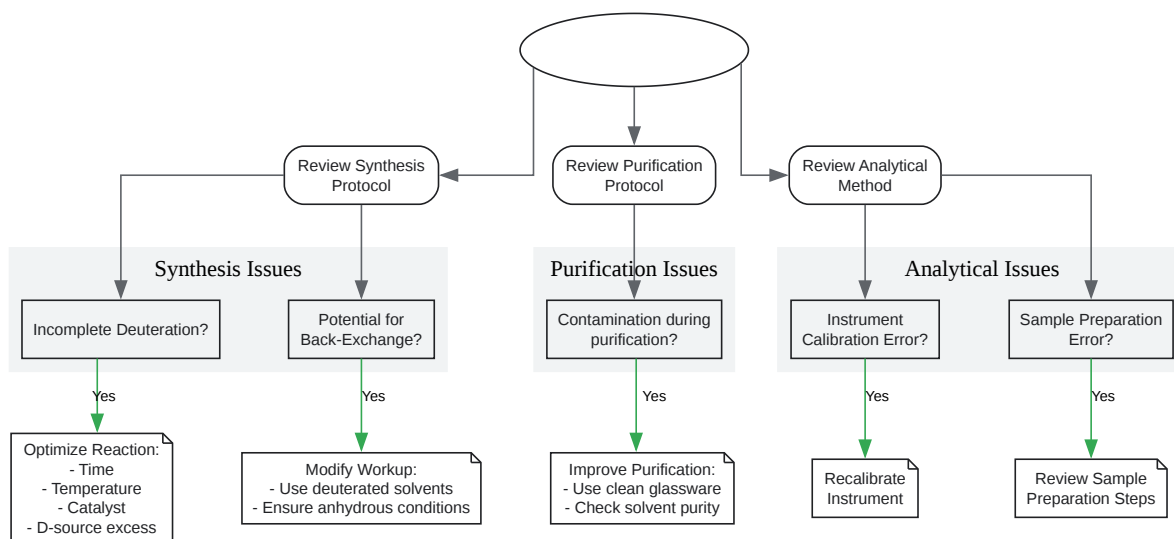 Review Synthesis
Protocol
Review Purification
Protocol
Review Analytical
Method
Synthesis Issues
Purification Issues
Analytical Issues
Incomplete Deuteration?
Potential for
Back-Exchange?
Contamination during
purification?
Instrument
Calibration Error?
Sample Preparation
Error?
Yes
Yes
Yes
Yes
Yes
Optimize Reaction:
- Time
- Temperature
- Catalyst
- D-source excess
Modify Workup:
- Use deuterated solvents
- Ensure anhydrous conditions
Improve Purification:
- Use clean glassware
- Check solvent purity
Recalibrate
Instrument
Review Sample
Preparation Steps